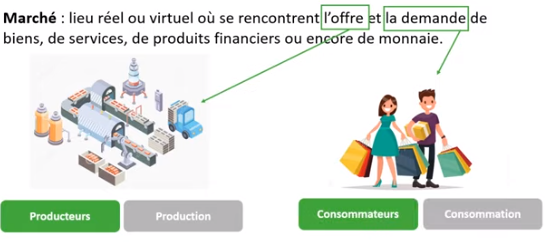 Marché : lieu réel ou virtuel où se rencontrent l'offre et la demande de
biens, de services, de produits financiers ou encore de monnaie.
Producteurs
Production
Consommateurs
Consommation